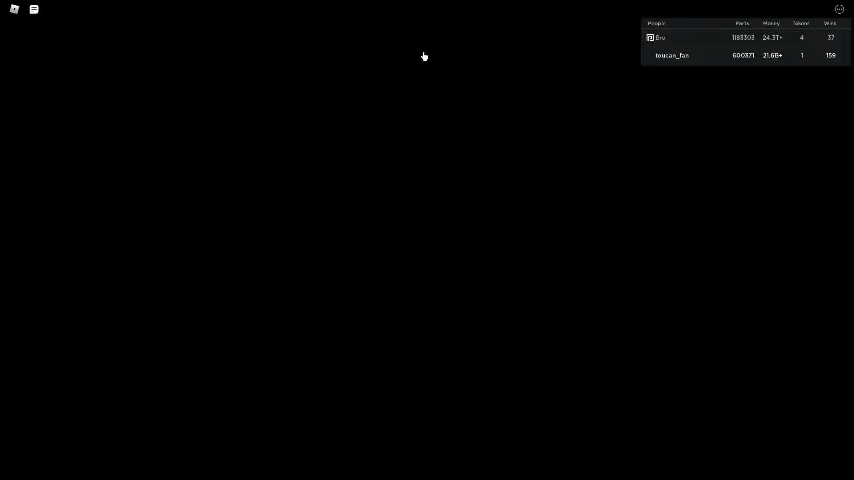 People Parts Money Tokens Wins
Bro 1183303 24.3T+ 4 37
toucan_fan 600371 21.6B+ 1 159